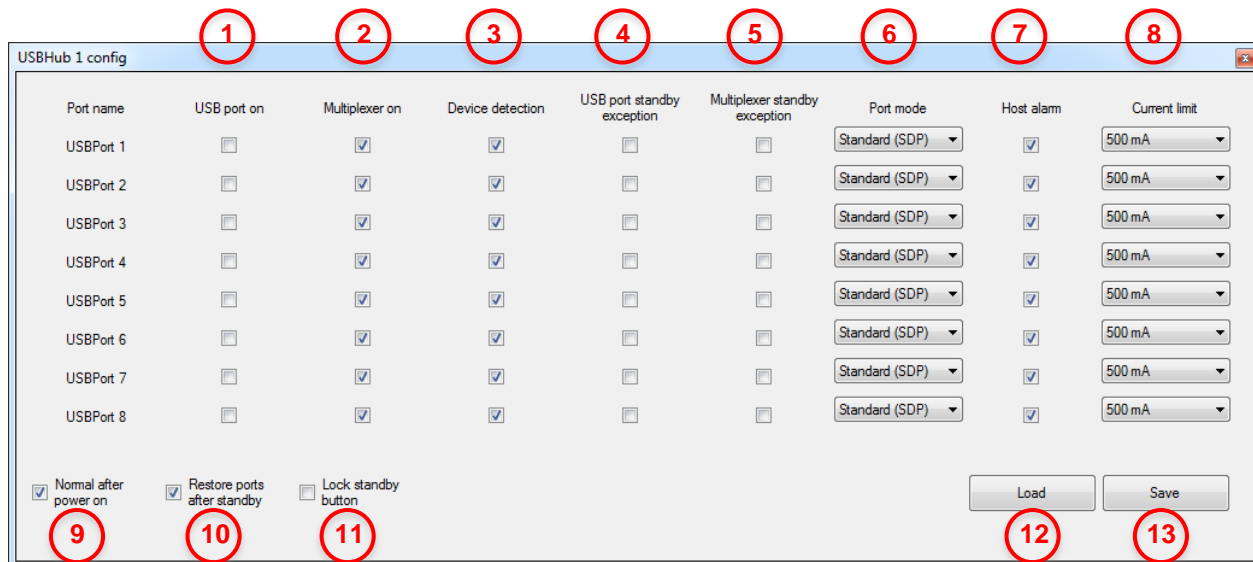 1 2 3 4 5 6 7 8
USBHub 1 config
Port name USB port on Multiplexer on Device detection USB port standby exception Multiplexer standby exception Port mode Host alarm Current limit
USBPort 1 Standard (SDP) 500 mA
USBPort 2 Standard (SDP) 500 mA
USBPort 3 Standard (SDP) 500 mA
USBPort 4 Standard (SDP) 500 mA
USBPort 5 Standard (SDP) 500 mA
USBPort 6 Standard (SDP) 500 mA
USBPort 7 Standard (SDP) 500 mA
USBPort 8 Standard (SDP) 500 mA
Normal after power on Restore ports after standby Lock standby button Load Save
9 10 11 12 13